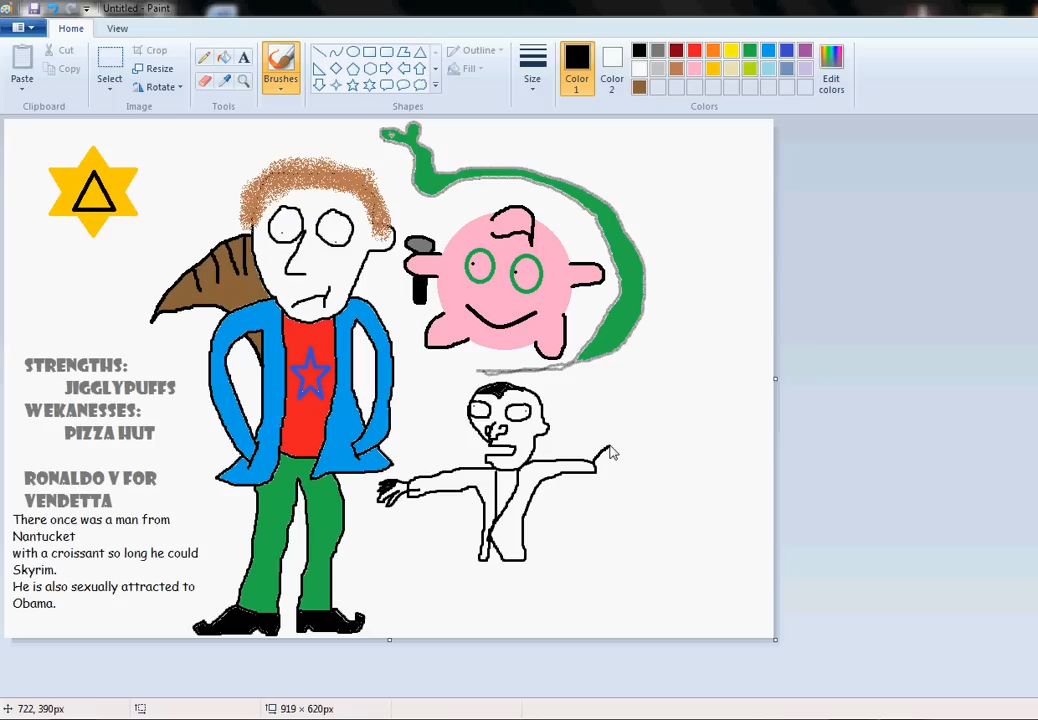 Untitled - Paint
Home View
Paste
Cut
Copy
Clipboard
Select
Crop
Resize
Rotate
Image
A
Tools
Brushes
Shapes
Outline
Fill
Size
Color 1
Color 2
Edit colors
Colors
STRENGTHS:
JIGGLYPUFFS
WEKANESSES:
PIZZA HUT
RONALDO V FOR
VENDETTA
There once was a man from
Nantucket
with a croissant so long he could
Skyrim.
He is also sexually attracted to
Obama.
722, 390px
919 × 620px